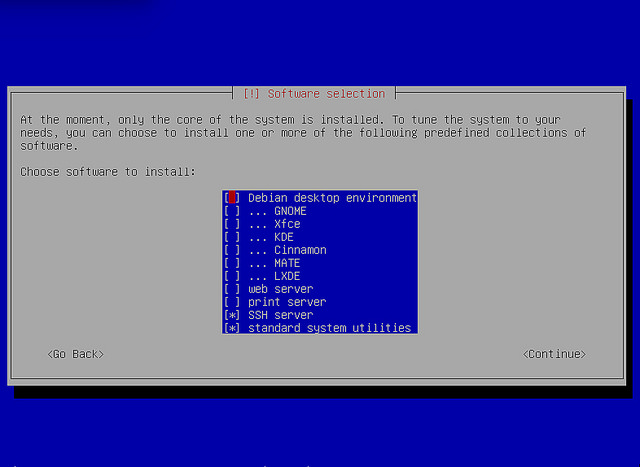 [!] Software selection
At the moment, only the core of the system is installed. To tune the system to your
needs, you can choose to install one or more of the following predefined collections of
software.
Choose software to install:
[ ] Debian desktop environment
[ ] ... GNOME
[ ] ... Xfce
[ ] ... KDE
[ ] ... Cinnamon
[ ] ... MATE
[ ] ... LXDE
[ ] web server
[ ] print server
[*] SSH server
[*] standard system utilities
<Go Back> <Continue>